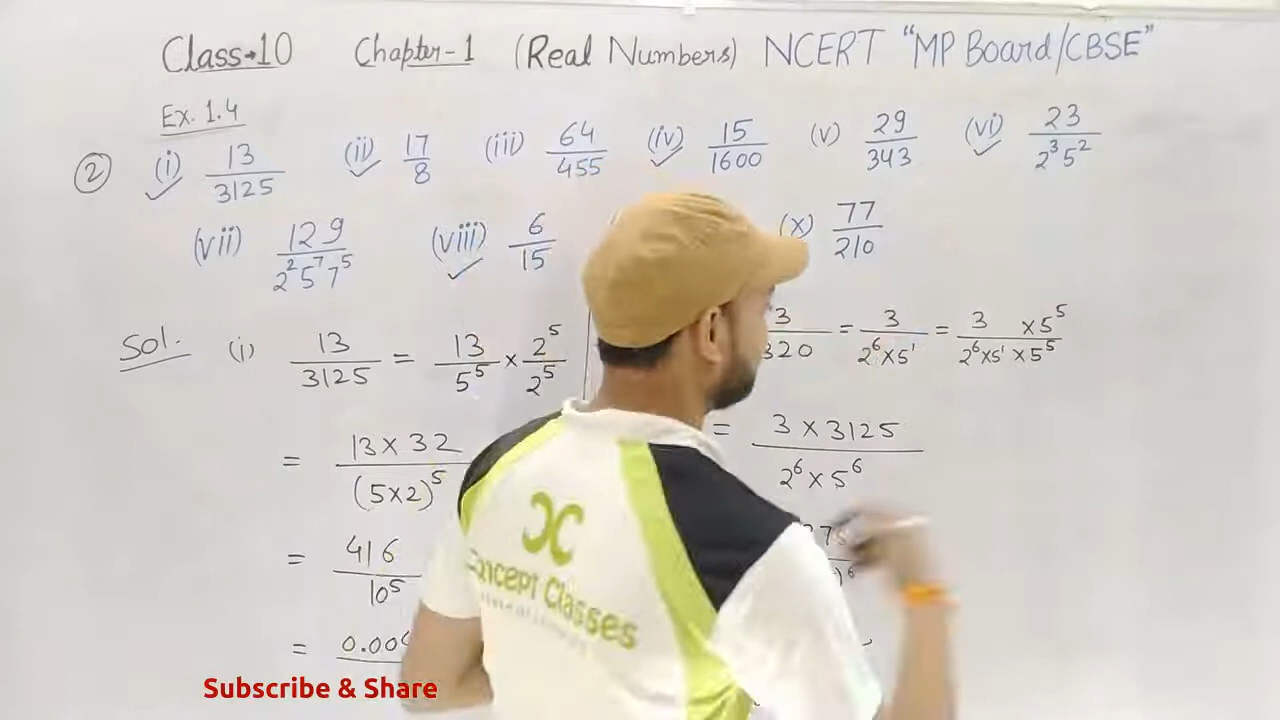 Class-10 Chapter-1 (Real Numbers) NCERT "MP Board/CBSE"
Ex. 1.4
② (i) 13/3125 (ii) 17/8 (iii) 64/455 (iv) 15/1600 (v) 29/343 (vi) 23/2³5²
(vii) 129/2²5⁷7⁵ (viii) 6/15 (x) 77/210
Sol. (i) 13/3125 = 13/5⁵ × 2⁵/2⁵
= 13×32/(5×2)⁵
= 416/10⁵
= 0.00
3/320 = 3/2⁶×5¹ = 3 ×5⁵/2⁶×5¹×5⁵
= 3×3125/2⁶×5⁶
Concept Classes
Subscribe & Share